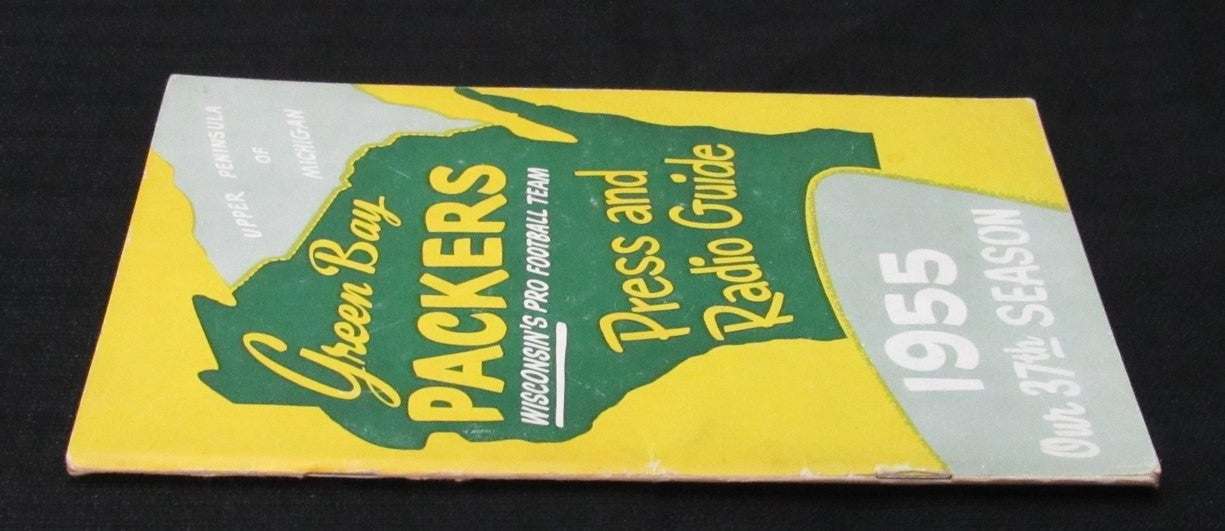 UPPER PENINSULA
OF
MICHIGAN
Green Bay
PACKERS
WISCONSIN'S PRO FOOTBALL TEAM
Press and
Radio Guide
1955
Our 37th SEASON